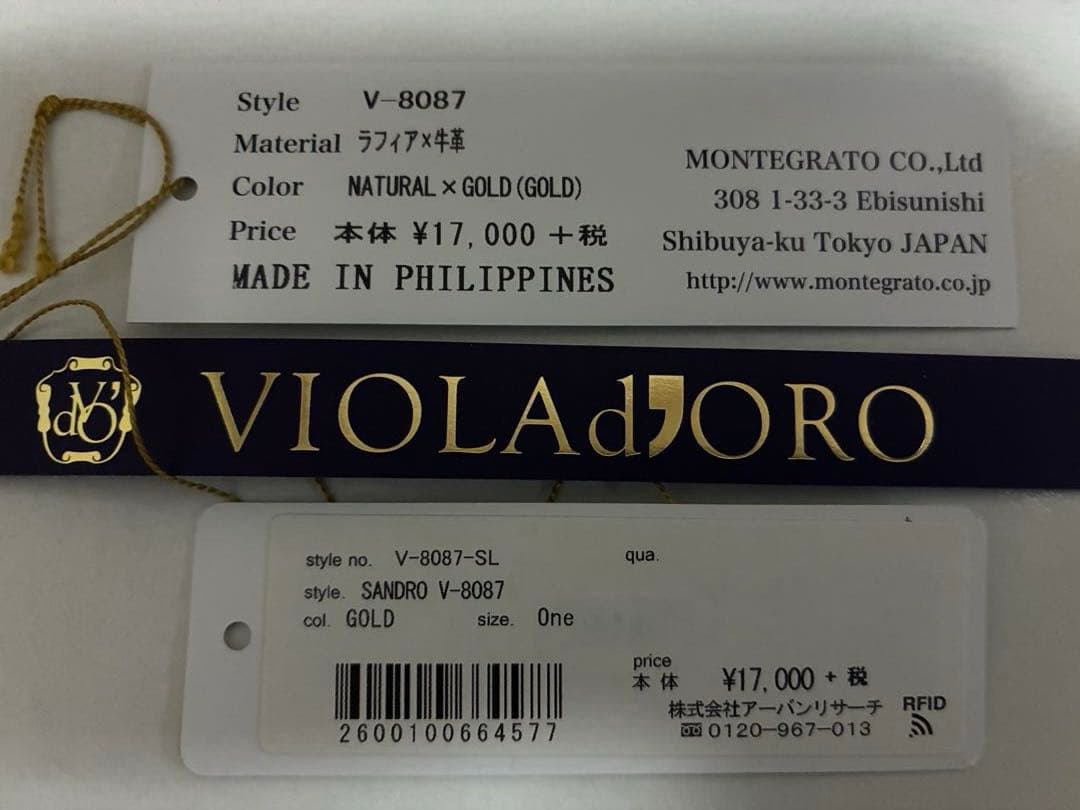 Style V-8087
Material ラフィア×牛革
Color NATURAL×GOLD(GOLD)
Price 本体 ¥17,000 +税
MADE IN PHILIPPINES
MONTEGRATO CO.,Ltd
308 1-33-3 Ebisunishi
Shibuya-ku Tokyo JAPAN
http://www.montegrato.co.jp
dVO' VIOLAd'ORO
style no. V-8087-SL qua.
style. SANDRO V-8087
col. GOLD size. One
2600100664577
price
本体 ¥17,000 + 税
株式会社アーバンリサーチ
0120-967-013
RFID